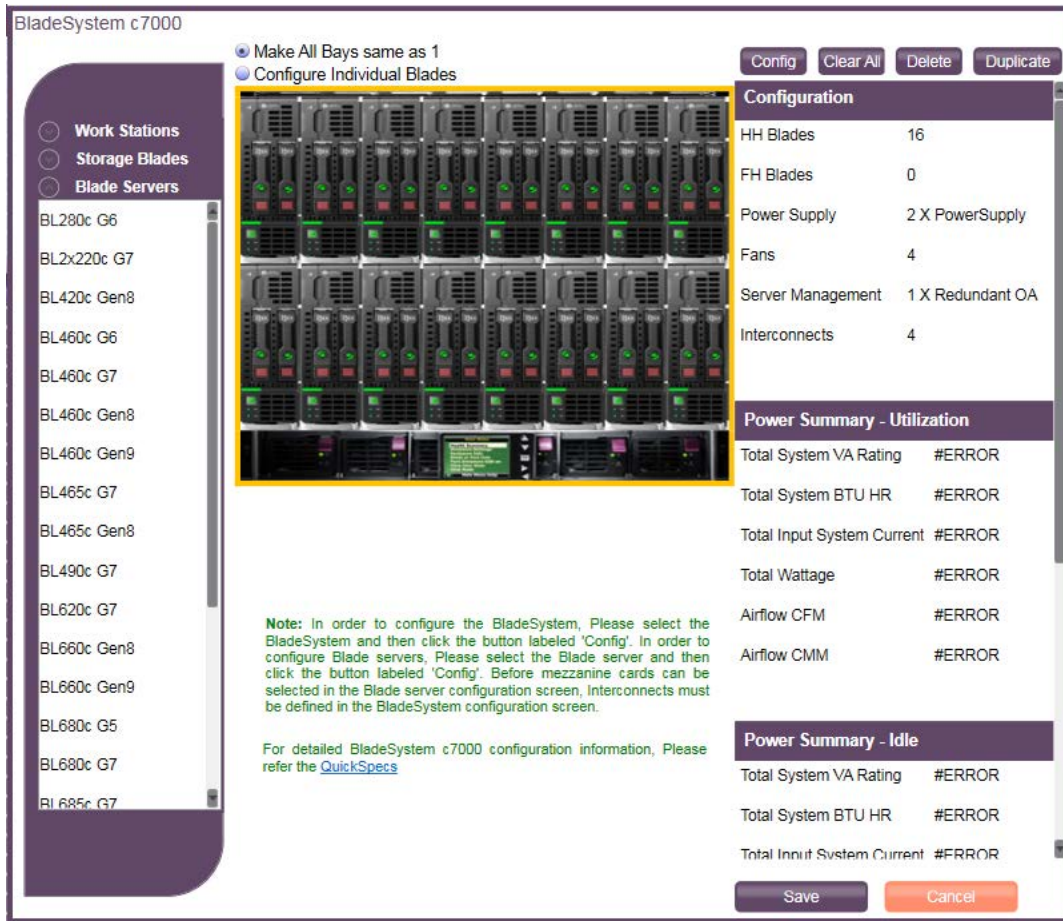 BladeSystem c7000
Make All Bays same as 1
Configure Individual Blades
Work Stations
Storage Blades
Blade Servers
BL280c G6
BL2x220c G7
BL420c Gen8
BL460c G6
BL460c G7
BL460c Gen8
BL460c Gen9
BL465c G7
BL465c Gen8
BL490c G7
BL620c G7
BL660c Gen8
BL660c Gen9
BL680c G5
BL680c G7
BL685c G7
Note: In order to configure the BladeSystem, Please select the
BladeSystem and then click the button labeled 'Config'. In order to
configure Blade servers, Please select the Blade server and then
click the button labeled 'Config'. Before mezzanine cards can be
selected in the Blade server configuration screen, Interconnects must
be defined in the BladeSystem configuration screen.
For detailed BladeSystem c7000 configuration information, Please
refer the QuickSpecs
Config Clear All Delete Duplicate
Configuration
HH Blades 16
FH Blades 0
Power Supply 2 X PowerSupply
Fans 4
Server Management 1 X Redundant OA
Interconnects 4
Power Summary - Utilization
Total System VA Rating #ERROR
Total System BTU HR #ERROR
Total Input System Current #ERROR
Total Wattage #ERROR
Airflow CFM #ERROR
Airflow CMM #ERROR
Power Summary - Idle
Total System VA Rating #ERROR
Total System BTU HR #ERROR
Total Input System Current #ERROR
Save Cancel